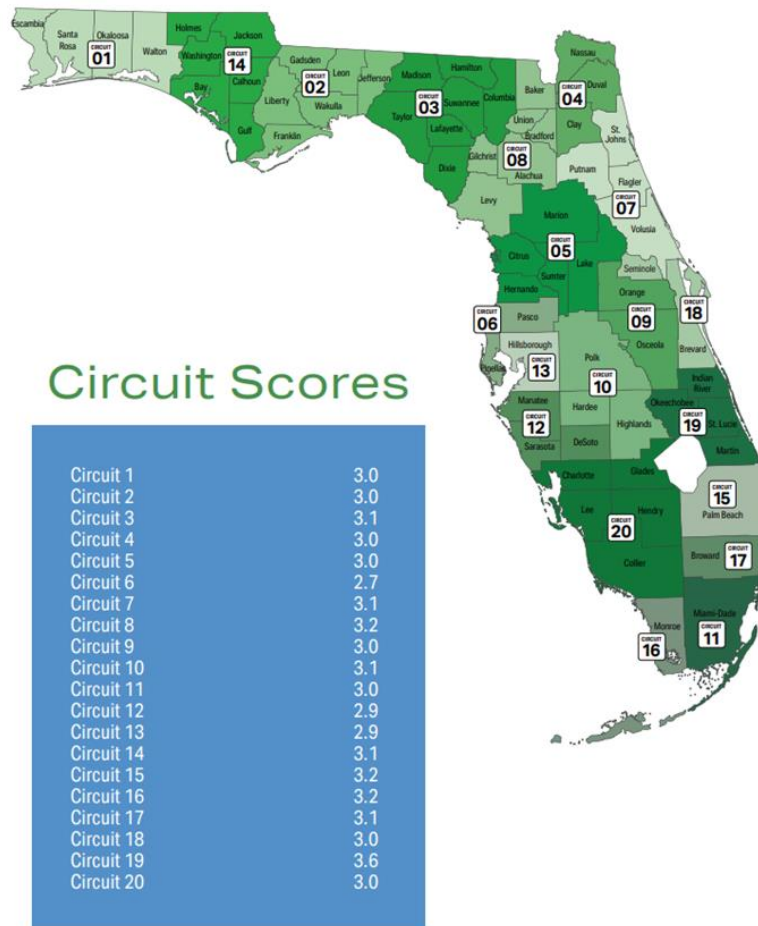 Escambia
Santa
Rosa
Okaloosa
Walton
CIRCUIT
01
Holmes
Jackson
Washington
CIRCUIT
14
Bay
Calhoun
Gulf
Gadsden
Leon
Jefferson
CIRCUIT
02
Liberty
Wakulla
Franklin
Madison
Hamilton
CIRCUIT
03
Suwannee
Columbia
Taylor
Lafayette
Dixie
Nassau
Duval
CIRCUIT
04
Clay
Baker
Union
Bradford
CIRCUIT
08
Gilchrist
Alachua
Levy
St.
Johns
Putnam
Flagler
CIRCUIT
07
Volusia
Marion
CIRCUIT
05
Citrus
Lake
Sumter
Hernando
Seminole
Orange
CIRCUIT
09
Osceola
CIRCUIT
18
Brevard
CIRCUIT
06
Pasco
Pinellas
Hillsborough
CIRCUIT
13
Polk
CIRCUIT
10
Hardee
Highlands
Indian
River
Okeechobee
CIRCUIT
19
St. Lucie
Martin
Manatee
CIRCUIT
12
Sarasota
DeSoto
Charlotte
Glades
Lee
Hendry
CIRCUIT
20
Collier
CIRCUIT
15
Palm Beach
Broward
CIRCUIT
17
Miami-Dade
CIRCUIT
11
Monroe
CIRCUIT
16
Circuit Scores
Circuit 1 3.0
Circuit 2 3.0
Circuit 3 3.1
Circuit 4 3.0
Circuit 5 3.0
Circuit 6 2.7
Circuit 7 3.1
Circuit 8 3.2
Circuit 9 3.0
Circuit 10 3.1
Circuit 11 3.0
Circuit 12 2.9
Circuit 13 2.9
Circuit 14 3.1
Circuit 15 3.2
Circuit 16 3.2
Circuit 17 3.1
Circuit 18 3.0
Circuit 19 3.6
Circuit 20 3.0